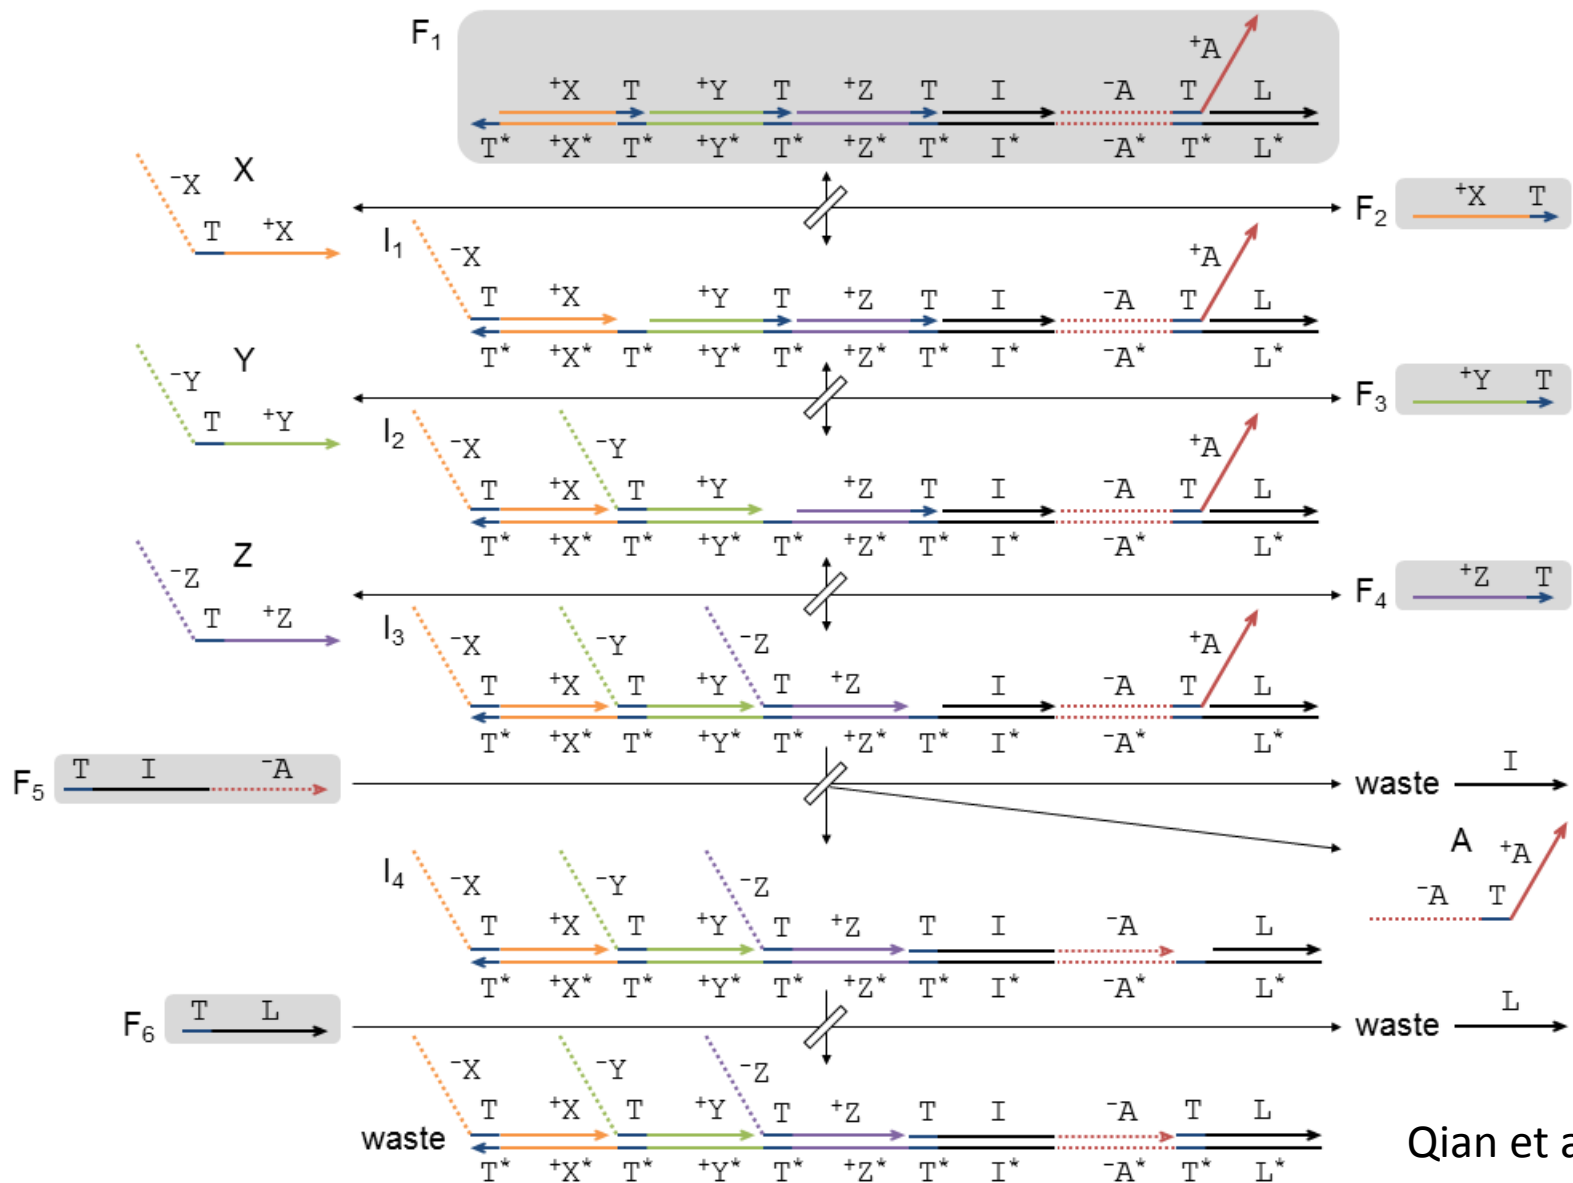 F₁
⁺A
⁺X T ⁺Y T ⁺Z T I ⁻A T L
T* ⁺X* T* ⁺Y* T* ⁺Z* T* I* ⁻A* T* L*
⁻X X
T ⁺X
F₂ ⁺X T
I₁ ⁻X ⁺A
T ⁺X ⁺Y T ⁺Z T I ⁻A T L
T* ⁺X* T* ⁺Y* T* ⁺Z* T* I* ⁻A* L*
⁻Y Y
T ⁺Y
F₃ ⁺Y T
I₂ ⁻X ⁻Y ⁺A
T ⁺X T ⁺Y ⁺Z T I ⁻A T L
T* ⁺X* T* ⁺Y* T* ⁺Z* T* I* ⁻A* L*
⁻Z Z
T ⁺Z
F₄ ⁺Z T
I₃ ⁻X ⁻Y ⁻Z ⁺A
T ⁺X T ⁺Y T ⁺Z I ⁻A T L
T* ⁺X* T* ⁺Y* T* ⁺Z* T* I* ⁻A* L*
F₅ T I ⁻A
waste I
A ⁺A
⁻A T
I₄ ⁻X ⁻Y ⁻Z
T ⁺X T ⁺Y T ⁺Z T I ⁻A L
T* ⁺X* T* ⁺Y* T* ⁺Z* T* I* ⁻A* L*
F₆ T L
waste L
⁻X ⁻Y ⁻Z
T ⁺X T ⁺Y T ⁺Z T I ⁻A T L
waste
T* ⁺X* T* ⁺Y* T* ⁺Z* T* I* ⁻A* T* L*
Qian et a